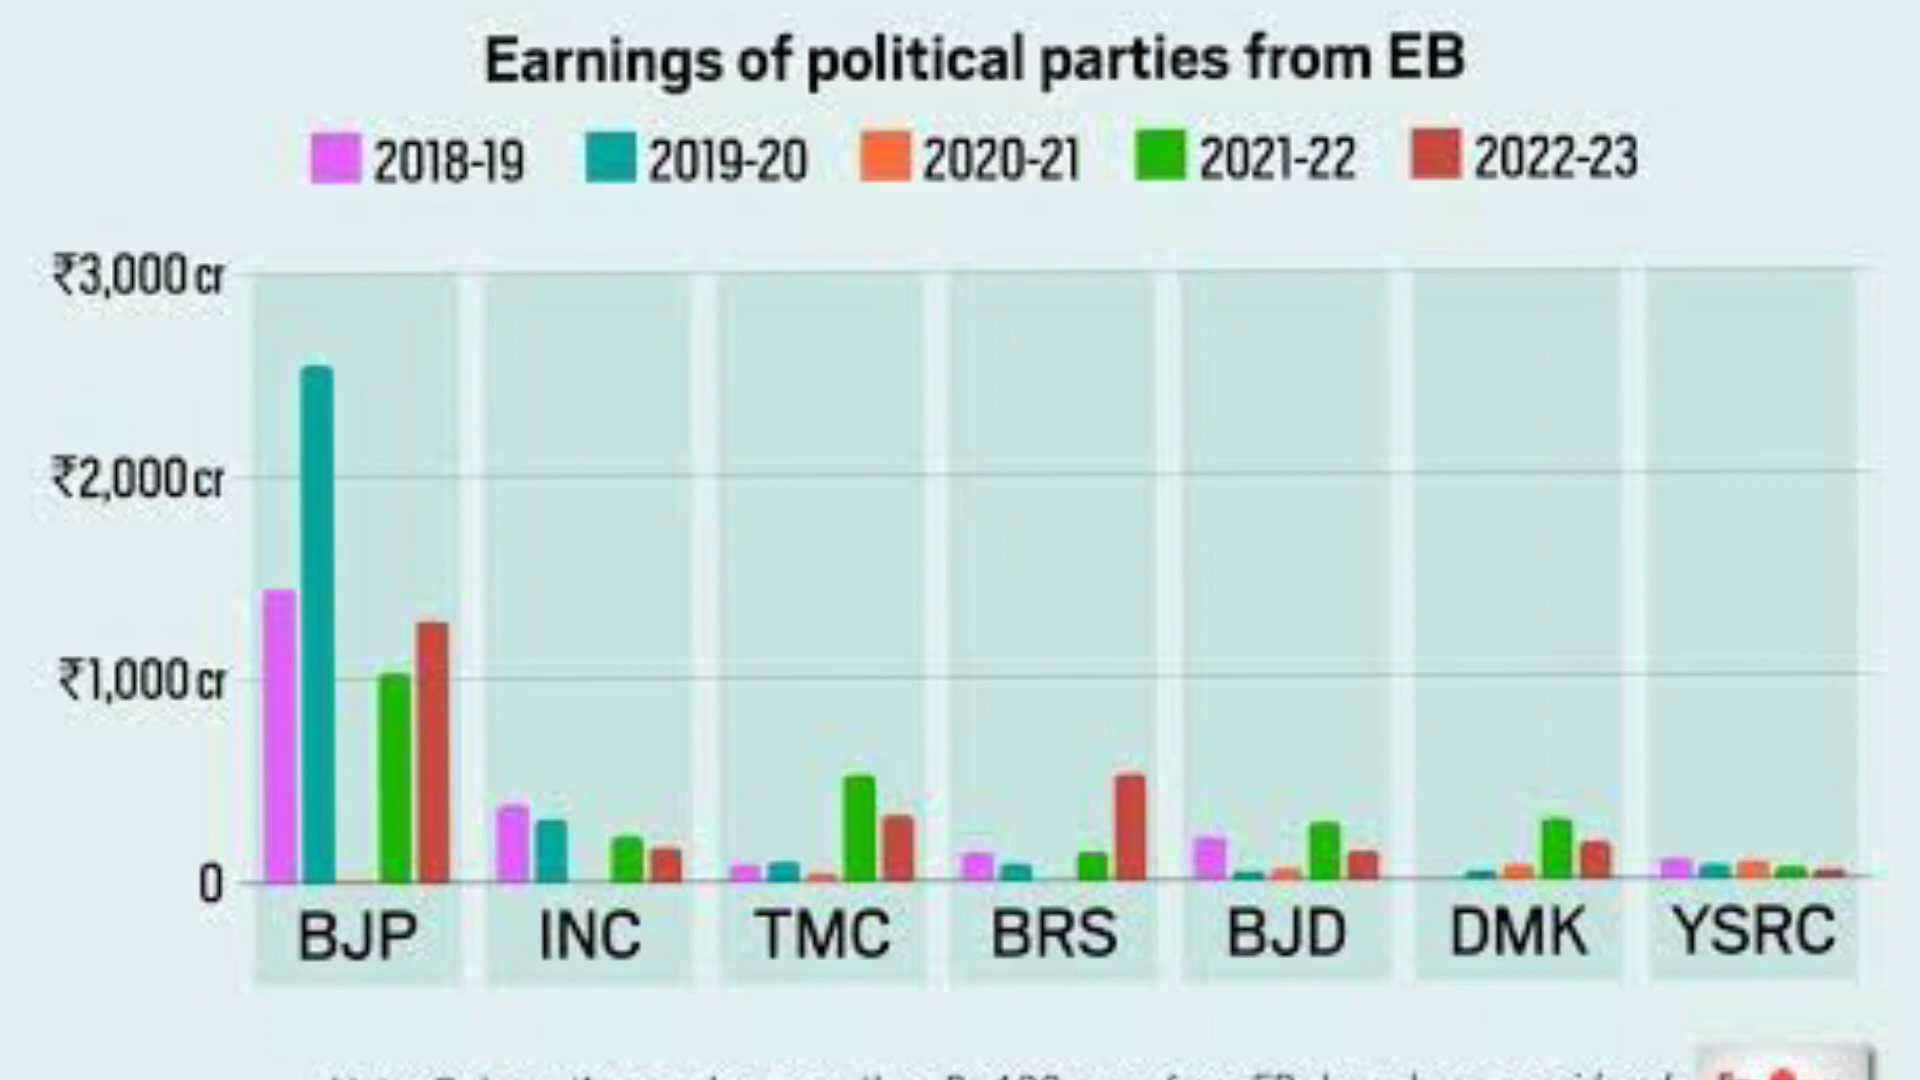 Earnings of political parties from EB
2018-19 2019-20 2020-21 2021-22 2022-23
₹3,000 cr
₹2,000 cr
₹1,000 cr
0
BJP INC TMC BRS BJD DMK YSRC